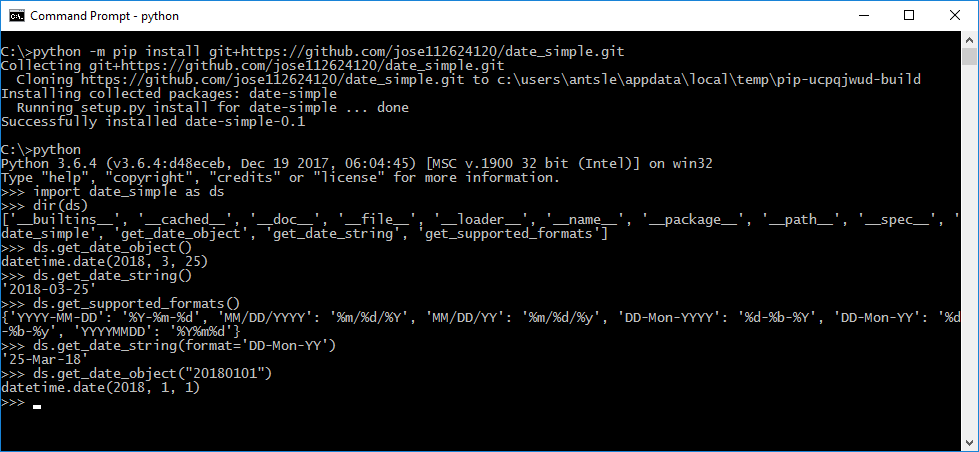 Command Prompt - python
C:\>python -m pip install git+https://github.com/jose112624120/date_simple.git
Collecting git+https://github.com/jose112624120/date_simple.git
  Cloning https://github.com/jose112624120/date_simple.git to c:\users\antsle\appdata\local\temp\pip-ucpqjwud-build
Installing collected packages: date-simple
  Running setup.py install for date-simple ... done
Successfully installed date-simple-0.1
C:\>python
Python 3.6.4 (v3.6.4:d48eceb, Dec 19 2017, 06:04:45) [MSC v.1900 32 bit (Intel)] on win32
Type "help", "copyright", "credits" or "license" for more information.
>>> import date_simple as ds
>>> dir(ds)
['__builtins__', '__cached__', '__doc__', '__file__', '__loader__', '__name__', '__package__', '__path__', '__spec__', '
date_simple', 'get_date_object', 'get_date_string', 'get_supported_formats']
>>> ds.get_date_object()
datetime.date(2018, 3, 25)
>>> ds.get_date_string()
'2018-03-25'
>>> ds.get_supported_formats()
{'YYYY-MM-DD': '%Y-%m-%d', 'MM/DD/YYYY': '%m/%d/%Y', 'MM/DD/YY': '%m/%d/%y', 'DD-Mon-YYYY': '%d-%b-%Y', 'DD-Mon-YY': '%d
-%b-%y', 'YYYYMMDD': '%Y%m%d'}
>>> ds.get_date_string(format='DD-Mon-YY')
'25-Mar-18'
>>> ds.get_date_object("20180101")
datetime.date(2018, 1, 1)
>>>